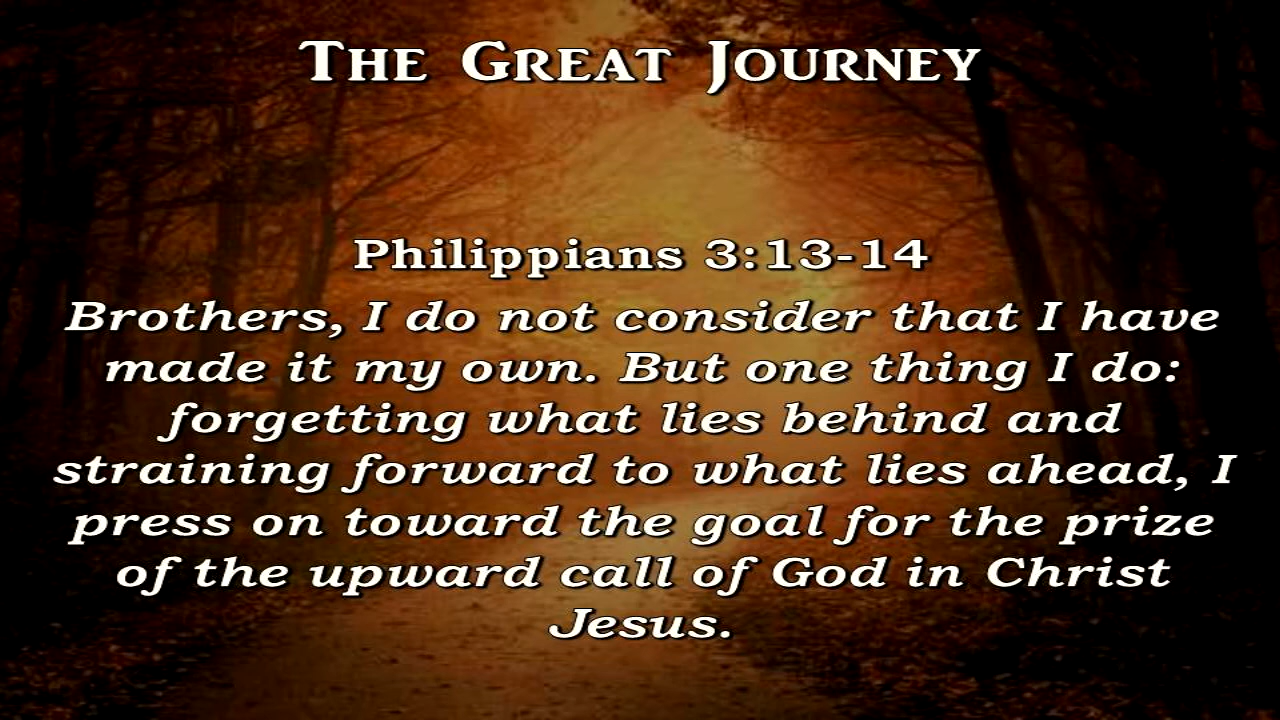 The Great Journey
Philippians 3:13-14
Brothers, I do not consider that I have
made it my own. But one thing I do:
forgetting what lies behind and
straining forward to what lies ahead, I
press on toward the goal for the prize
of the upward call of God in Christ
Jesus.